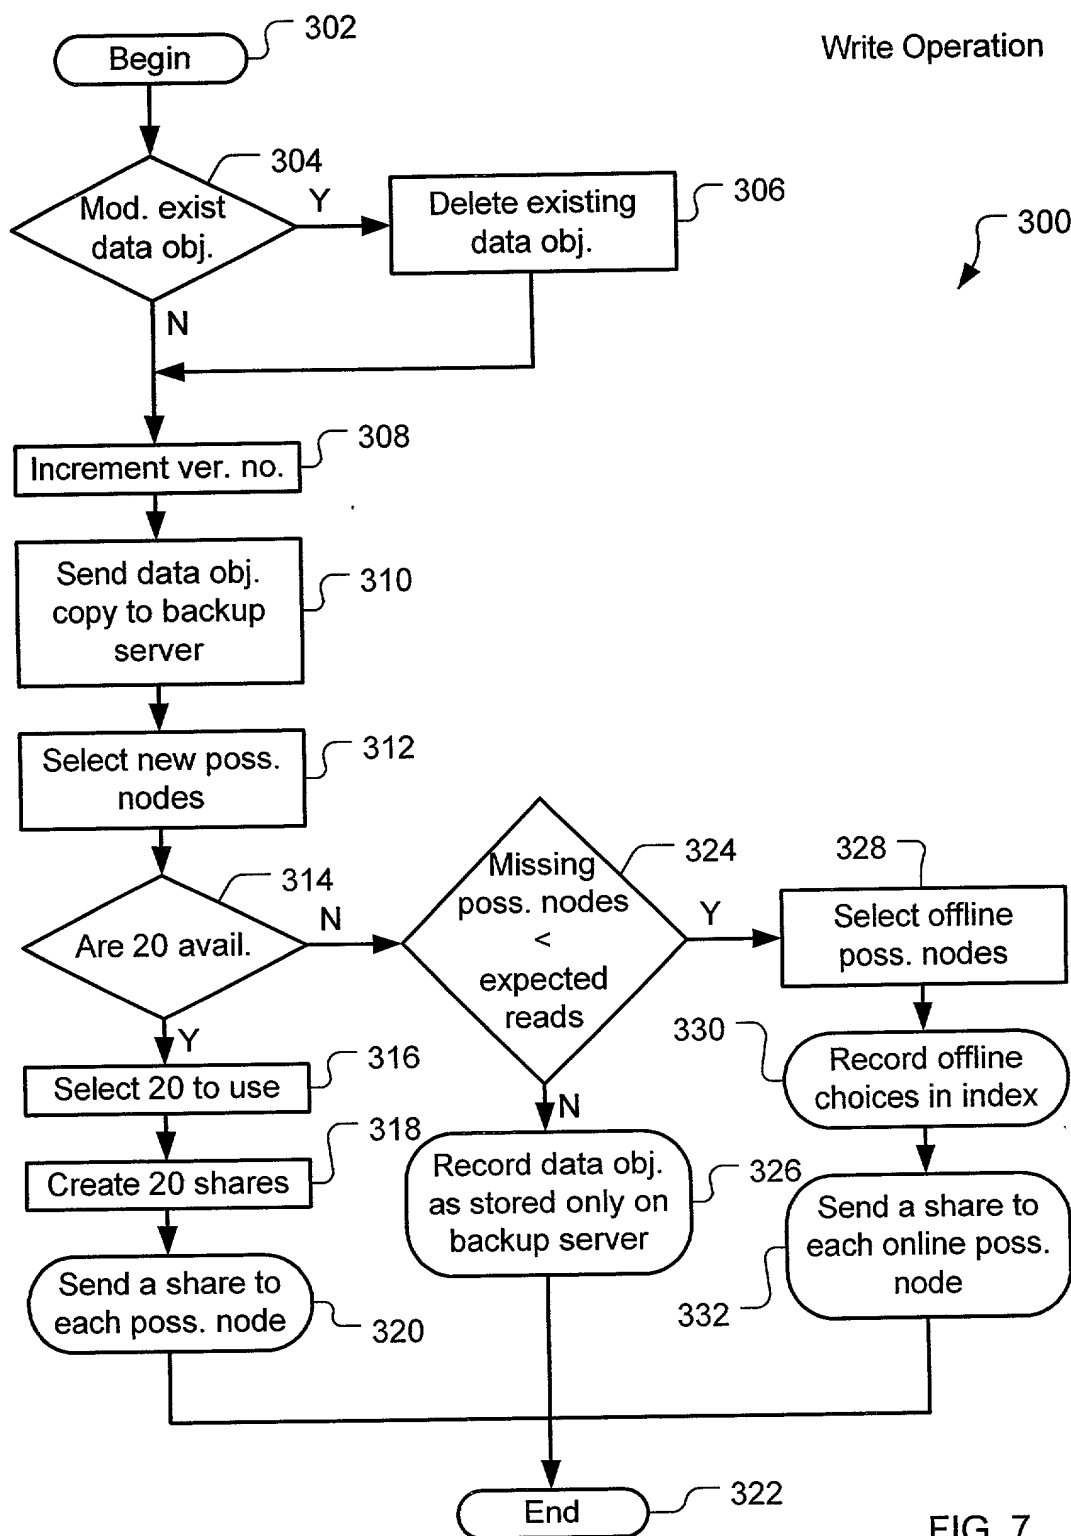 302
Begin
Write Operation
304
Mod. exist
data obj.
Y
Delete existing
data obj.
306
300
N
308
Increment ver. no.
Send data obj.
copy to backup
server
310
Select new poss.
nodes
312
314
Are 20 avail.
N
Missing
poss. nodes
<
expected
reads
324
Y
328
Select offline
poss. nodes
Y
316
Select 20 to use
N
330
Record offline
choices in index
318
Create 20 shares
Record data obj.
as stored only on
backup server
326
Send a share to
each online poss.
node
332
Send a share to
each poss. node
320
End
322
FIG. 7